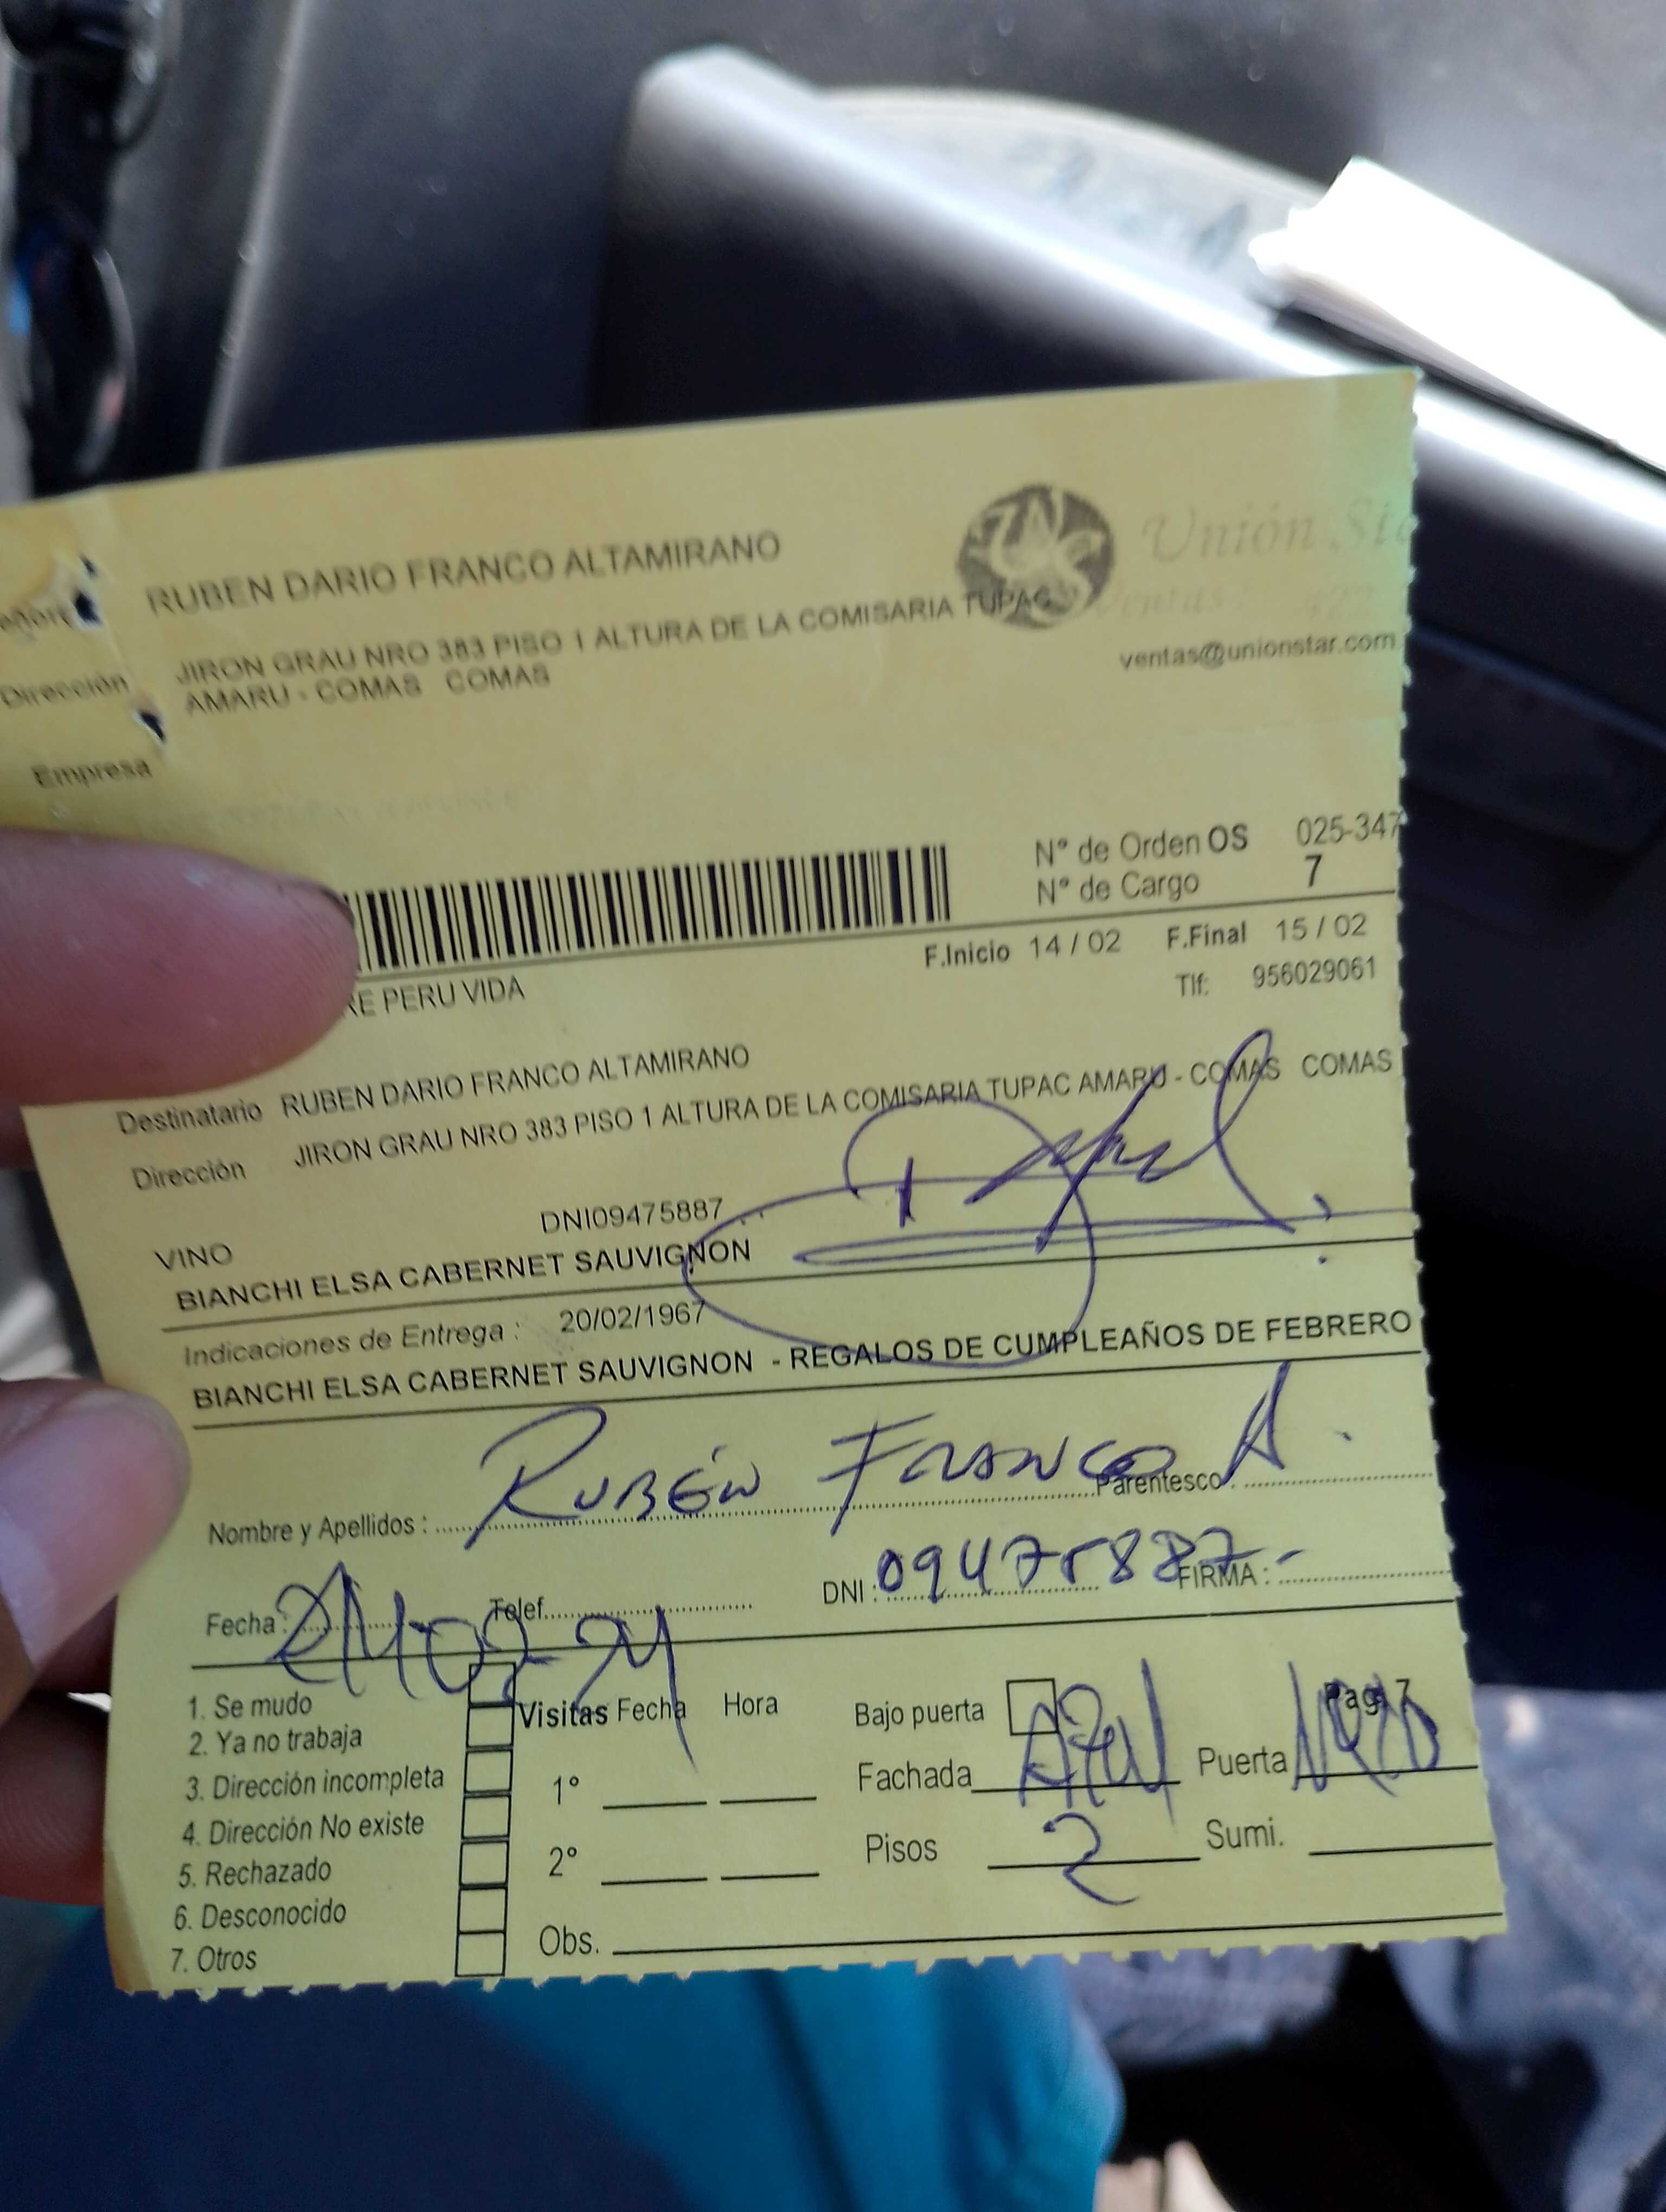 RUBEN DARIO FRANCO ALTAMIRANO
Unión
Dirección JIRON GRAU NRO 383 PISO 1 ALTURA DE LA COMISARIA TUPAC
AMARU - COMAS COMAS
ventas@unionstar.com
Empresa
N° de Orden OS 025-347
N° de Cargo 7
F.Inicio 14 / 02 F.Final 15 / 02
RE PERU VIDA
Tlf: 956029061
Destinatario RUBEN DARIO FRANCO ALTAMIRANO
Dirección JIRON GRAU NRO 383 PISO 1 ALTURA DE LA COMISARIA TUPAC AMARU - COMAS COMAS
DNI09475887
VINO
BIANCHI ELSA CABERNET SAUVIGNON
Indicaciones de Entrega : 20/02/1967
BIANCHI ELSA CABERNET SAUVIGNON - REGALOS DE CUMPLEAÑOS DE FEBRERO
Nombre y Apellidos : RUBÉN FRANCO A. Parentesco
Fecha : Telef. DNI : 09475887- FIRMA :
1. Se mudo
2. Ya no trabaja
3. Dirección incompleta
4. Dirección No existe
5. Rechazado
6. Desconocido
7. Otros
Visitas Fecha Hora
1°
2°
Obs.
Bajo puerta Pag 7
Fachada Azul Puerta
Pisos 2 Sumi.